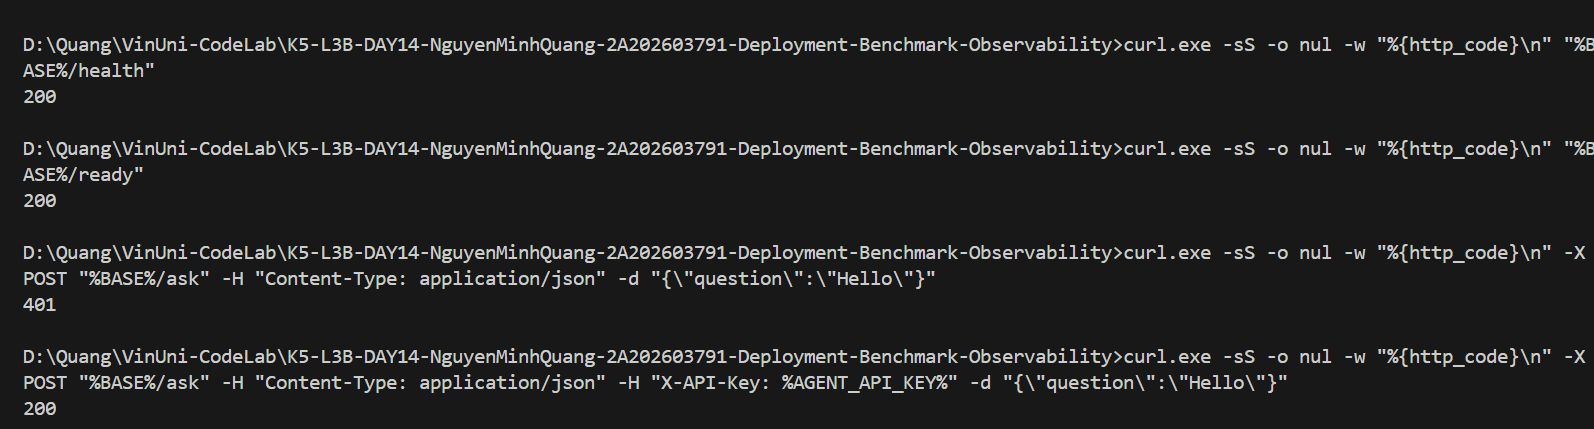 D:\Quang\VinUni-CodeLab\K5-L3B-DAY14-NguyenMinhQuang-2A202603791-Deployment-Benchmark-Observability>curl.exe -sS -o nul -w "%{http_code}\n" "%B
ASE%/health"
200
D:\Quang\VinUni-CodeLab\K5-L3B-DAY14-NguyenMinhQuang-2A202603791-Deployment-Benchmark-Observability>curl.exe -sS -o nul -w "%{http_code}\n" "%B
ASE%/ready"
200
D:\Quang\VinUni-CodeLab\K5-L3B-DAY14-NguyenMinhQuang-2A202603791-Deployment-Benchmark-Observability>curl.exe -sS -o nul -w "%{http_code}\n" -X
POST "%BASE%/ask" -H "Content-Type: application/json" -d "{\"question\":\"Hello\"}"
401
D:\Quang\VinUni-CodeLab\K5-L3B-DAY14-NguyenMinhQuang-2A202603791-Deployment-Benchmark-Observability>curl.exe -sS -o nul -w "%{http_code}\n" -X
POST "%BASE%/ask" -H "Content-Type: application/json" -H "X-API-Key: %AGENT_API_KEY%" -d "{\"question\":\"Hello\"}"
200